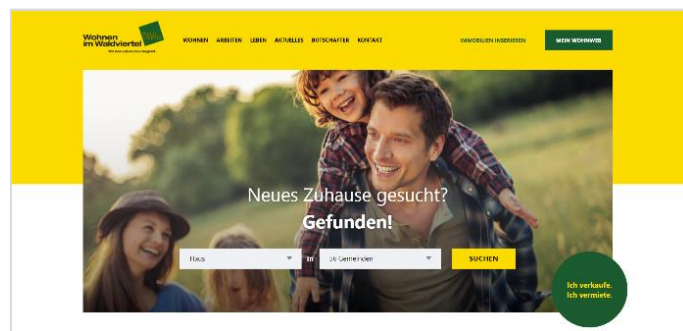 Wohnen
im Waldviertel
WOHNEN ARBEITEN LEBEN AKTUELLES BOTSCHAFTER KONTAKT
IMMOBILIEN INSERIEREN
MEIN WOHNWEB
Neues Zuhause gesucht?
Gefunden!
Haus
in
56 Gemeinden
SUCHEN
Ich verkaufe.
Ich vermiete.